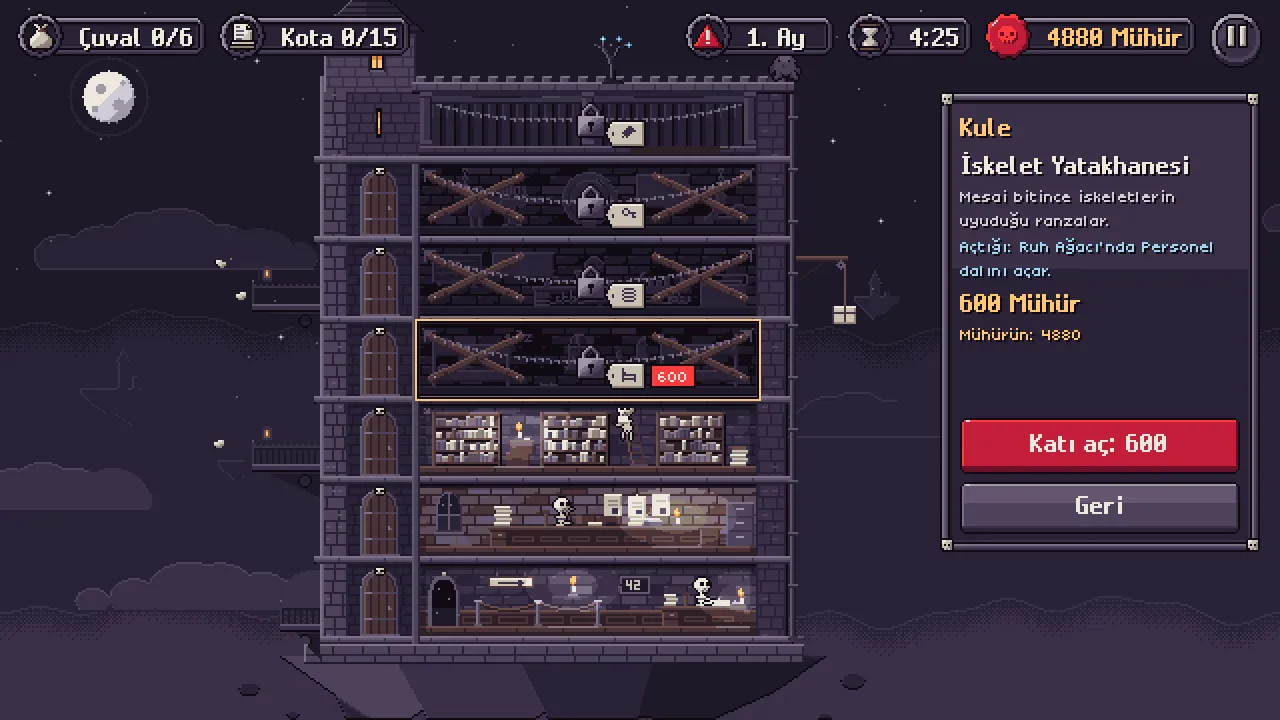 Çuval 0/6
Kota 0/15
1. Ay
4:25
4880 Mühür
Kule
İskelet Yatakhanesi
Mesai bitince iskeletlerin
uyuduğu ranzalar.
Açtığı: Ruh Ağacı'nda Personel
dalını açar.
600 Mühür
Mühürün: 4880
600
Katı aç: 600
Geri
42